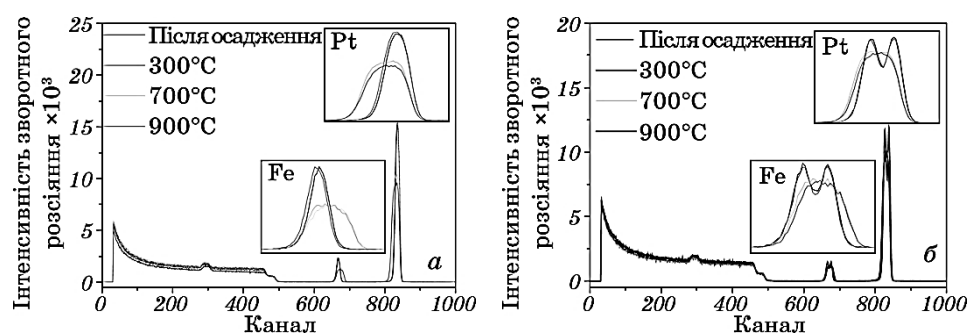 Інтенсивність зворотного
розсіяння ×10³
25
20
15
10
5
0
Після осадження
300°C
700°C
900°C
Pt
Fe
а
0 200 400 600 800 1000
Канал
Інтенсивність зворотного
розсіяння ×10³
20
15
10
5
0
Після осадження
300°C
700°C
900°C
Pt
Fe
б
0 200 400 600 800 1000
Канал